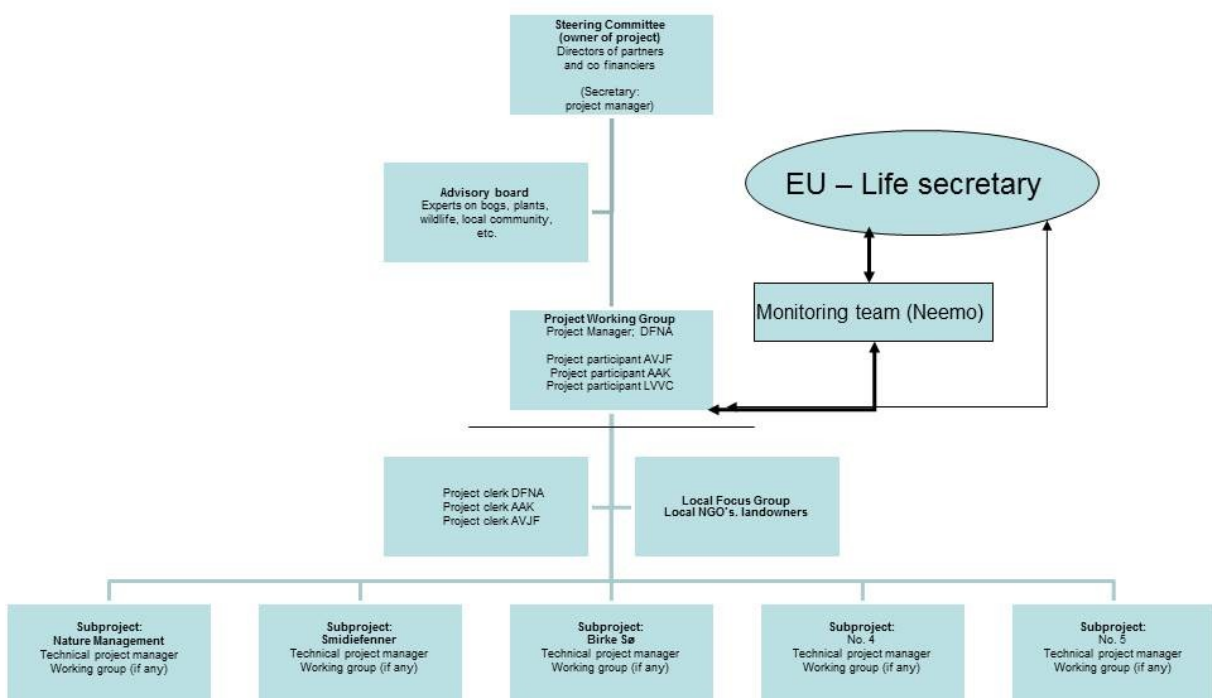 Steering Committee
(owner of project)
Directors of partners
and co financiers
(Secretary:
project manager)
Advisory board
Experts on bogs, plants,
wildlife, local community,
etc.
EU – Life secretary
Monitoring team (Neemo)
Project Working Group
Project Manager; DFNA
Project participant AVJF
Project participant AAK
Project participant LVVC
Project clerk DFNA
Project clerk AAK
Project clerk AVJF
Local Focus Group
Local NGO's. landowners
Subproject:
Nature Management
Technical project manager
Working group (if any)
Subproject:
Smidiefenner
Technical project manager
Working group (if any)
Subproject:
Birke Sø
Technical project manager
Working group (if any)
Subproject:
No. 4
Technical project manager
Working group (if any)
Subproject:
No. 5
Technical project manager
Working group (if any)